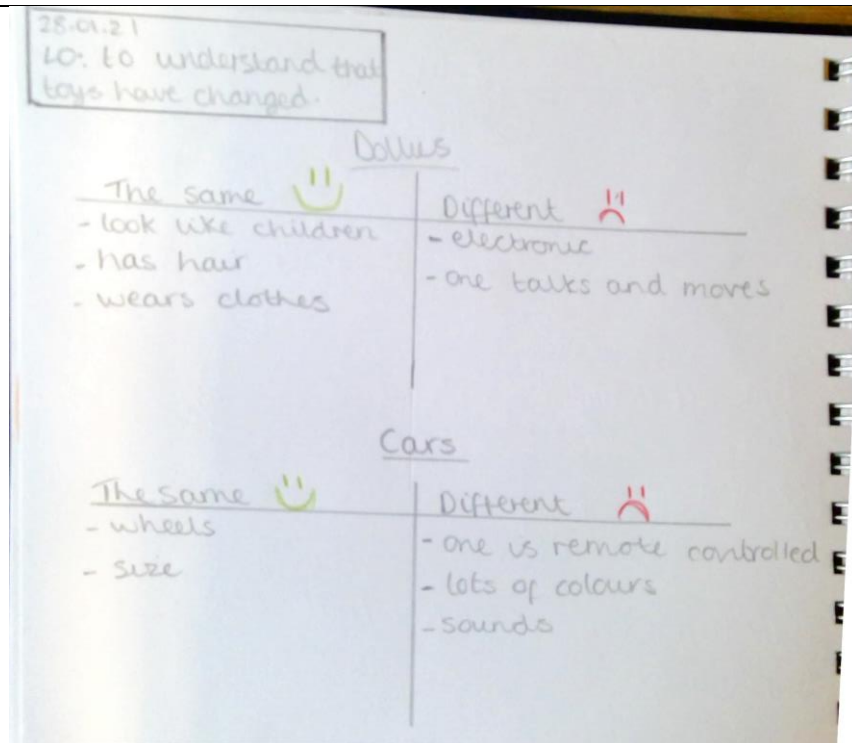 28.01.21
LO: to understand that
toys have changed.
Dollies
The same
Different
- look like children
- has hair
- wears clothes
- electronic
- one talks and moves
Cars
The same
Different
- wheels
- size
- one is remote controlled
- lots of colours
- sounds